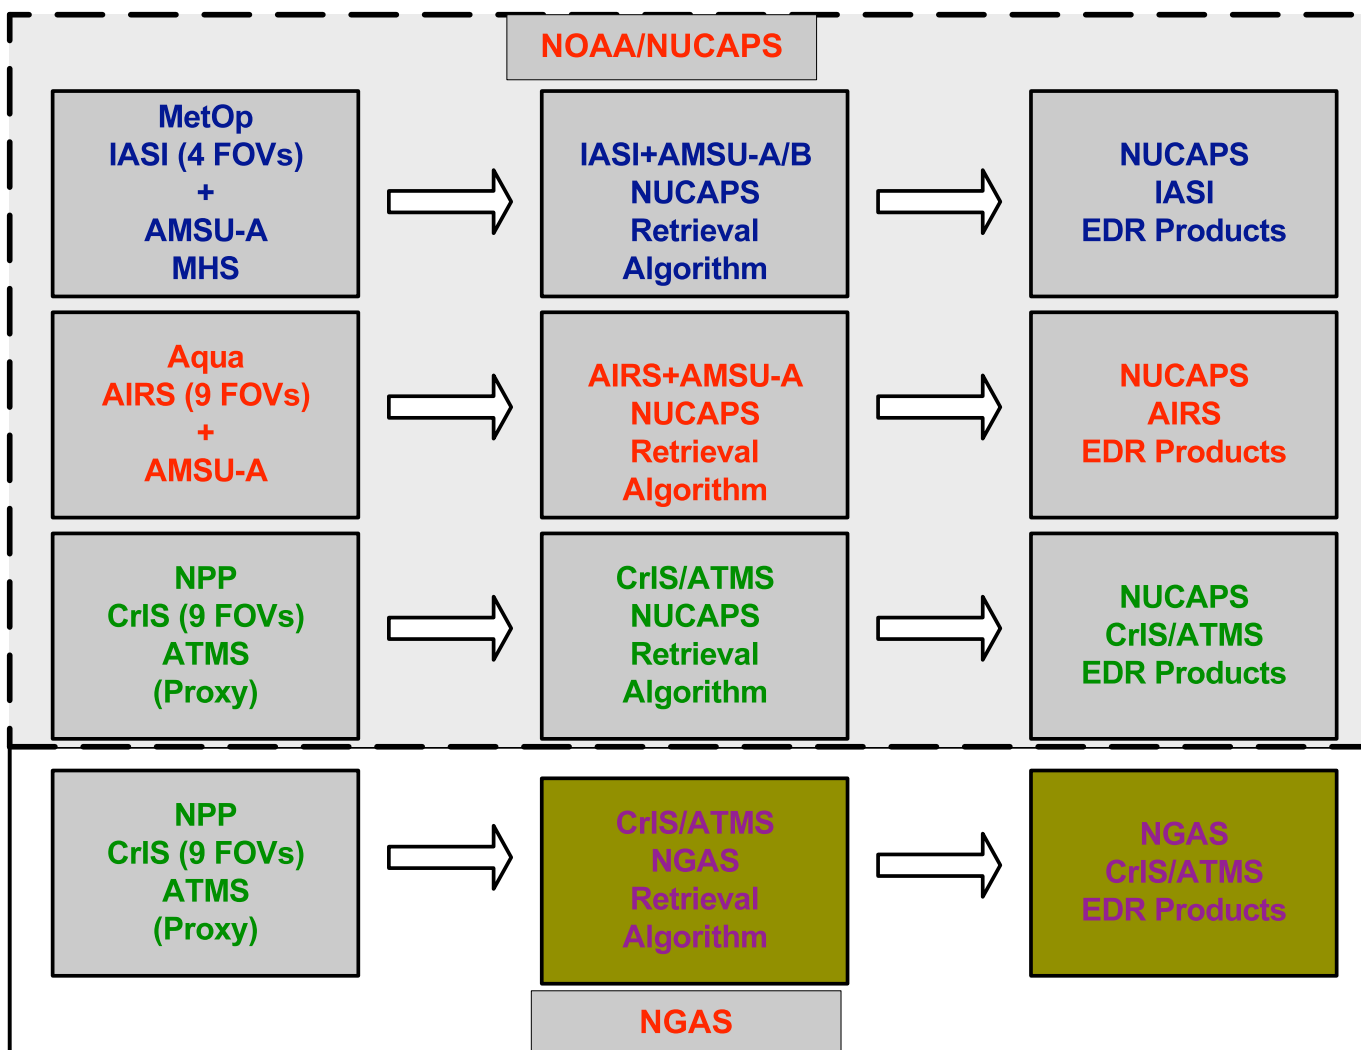 NOAA/NUCAPS
MetOp
IASI (4 FOVs)
+
AMSU-A
MHS
IASI+AMSU-A/B
NUCAPS
Retrieval
Algorithm
NUCAPS
IASI
EDR Products
Aqua
AIRS (9 FOVs)
+
AMSU-A
AIRS+AMSU-A
NUCAPS
Retrieval
Algorithm
NUCAPS
AIRS
EDR Products
NPP
CrIS (9 FOVs)
ATMS
(Proxy)
CrIS/ATMS
NUCAPS
Retrieval
Algorithm
NUCAPS
CrIS/ATMS
EDR Products
NPP
CrIS (9 FOVs)
ATMS
(Proxy)
CrIS/ATMS
NGAS
Retrieval
Algorithm
NGAS
CrIS/ATMS
EDR Products
NGAS